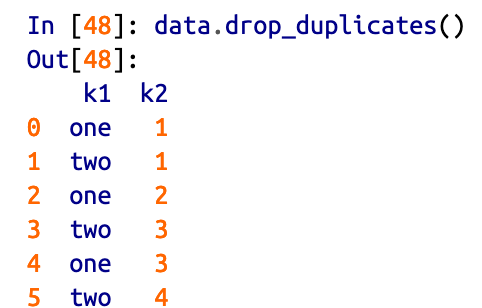 In [48]: data.drop_duplicates()
Out[48]:
k1 k2
0 one 1
1 two 1
2 one 2
3 two 3
4 one 3
5 two 4